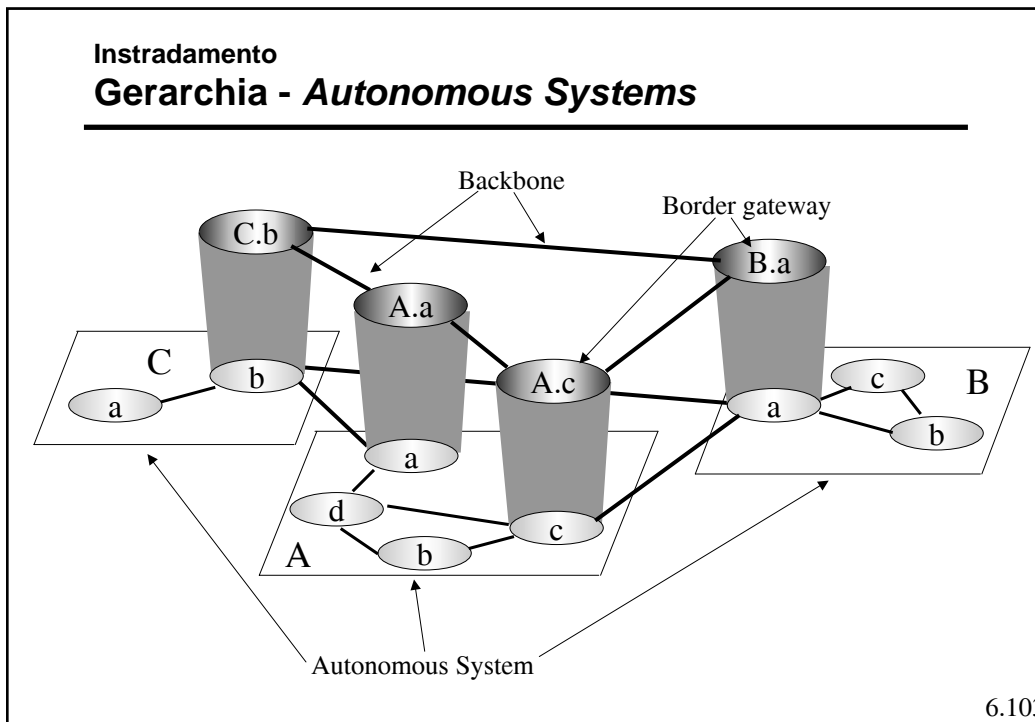 Instradamento
Gerarchia - Autonomous Systems
Backbone
Border gateway
C.b
B.a
A.a
A.c
C
b
a
c
B
a
b
a
d
c
b
A
Autonomous System